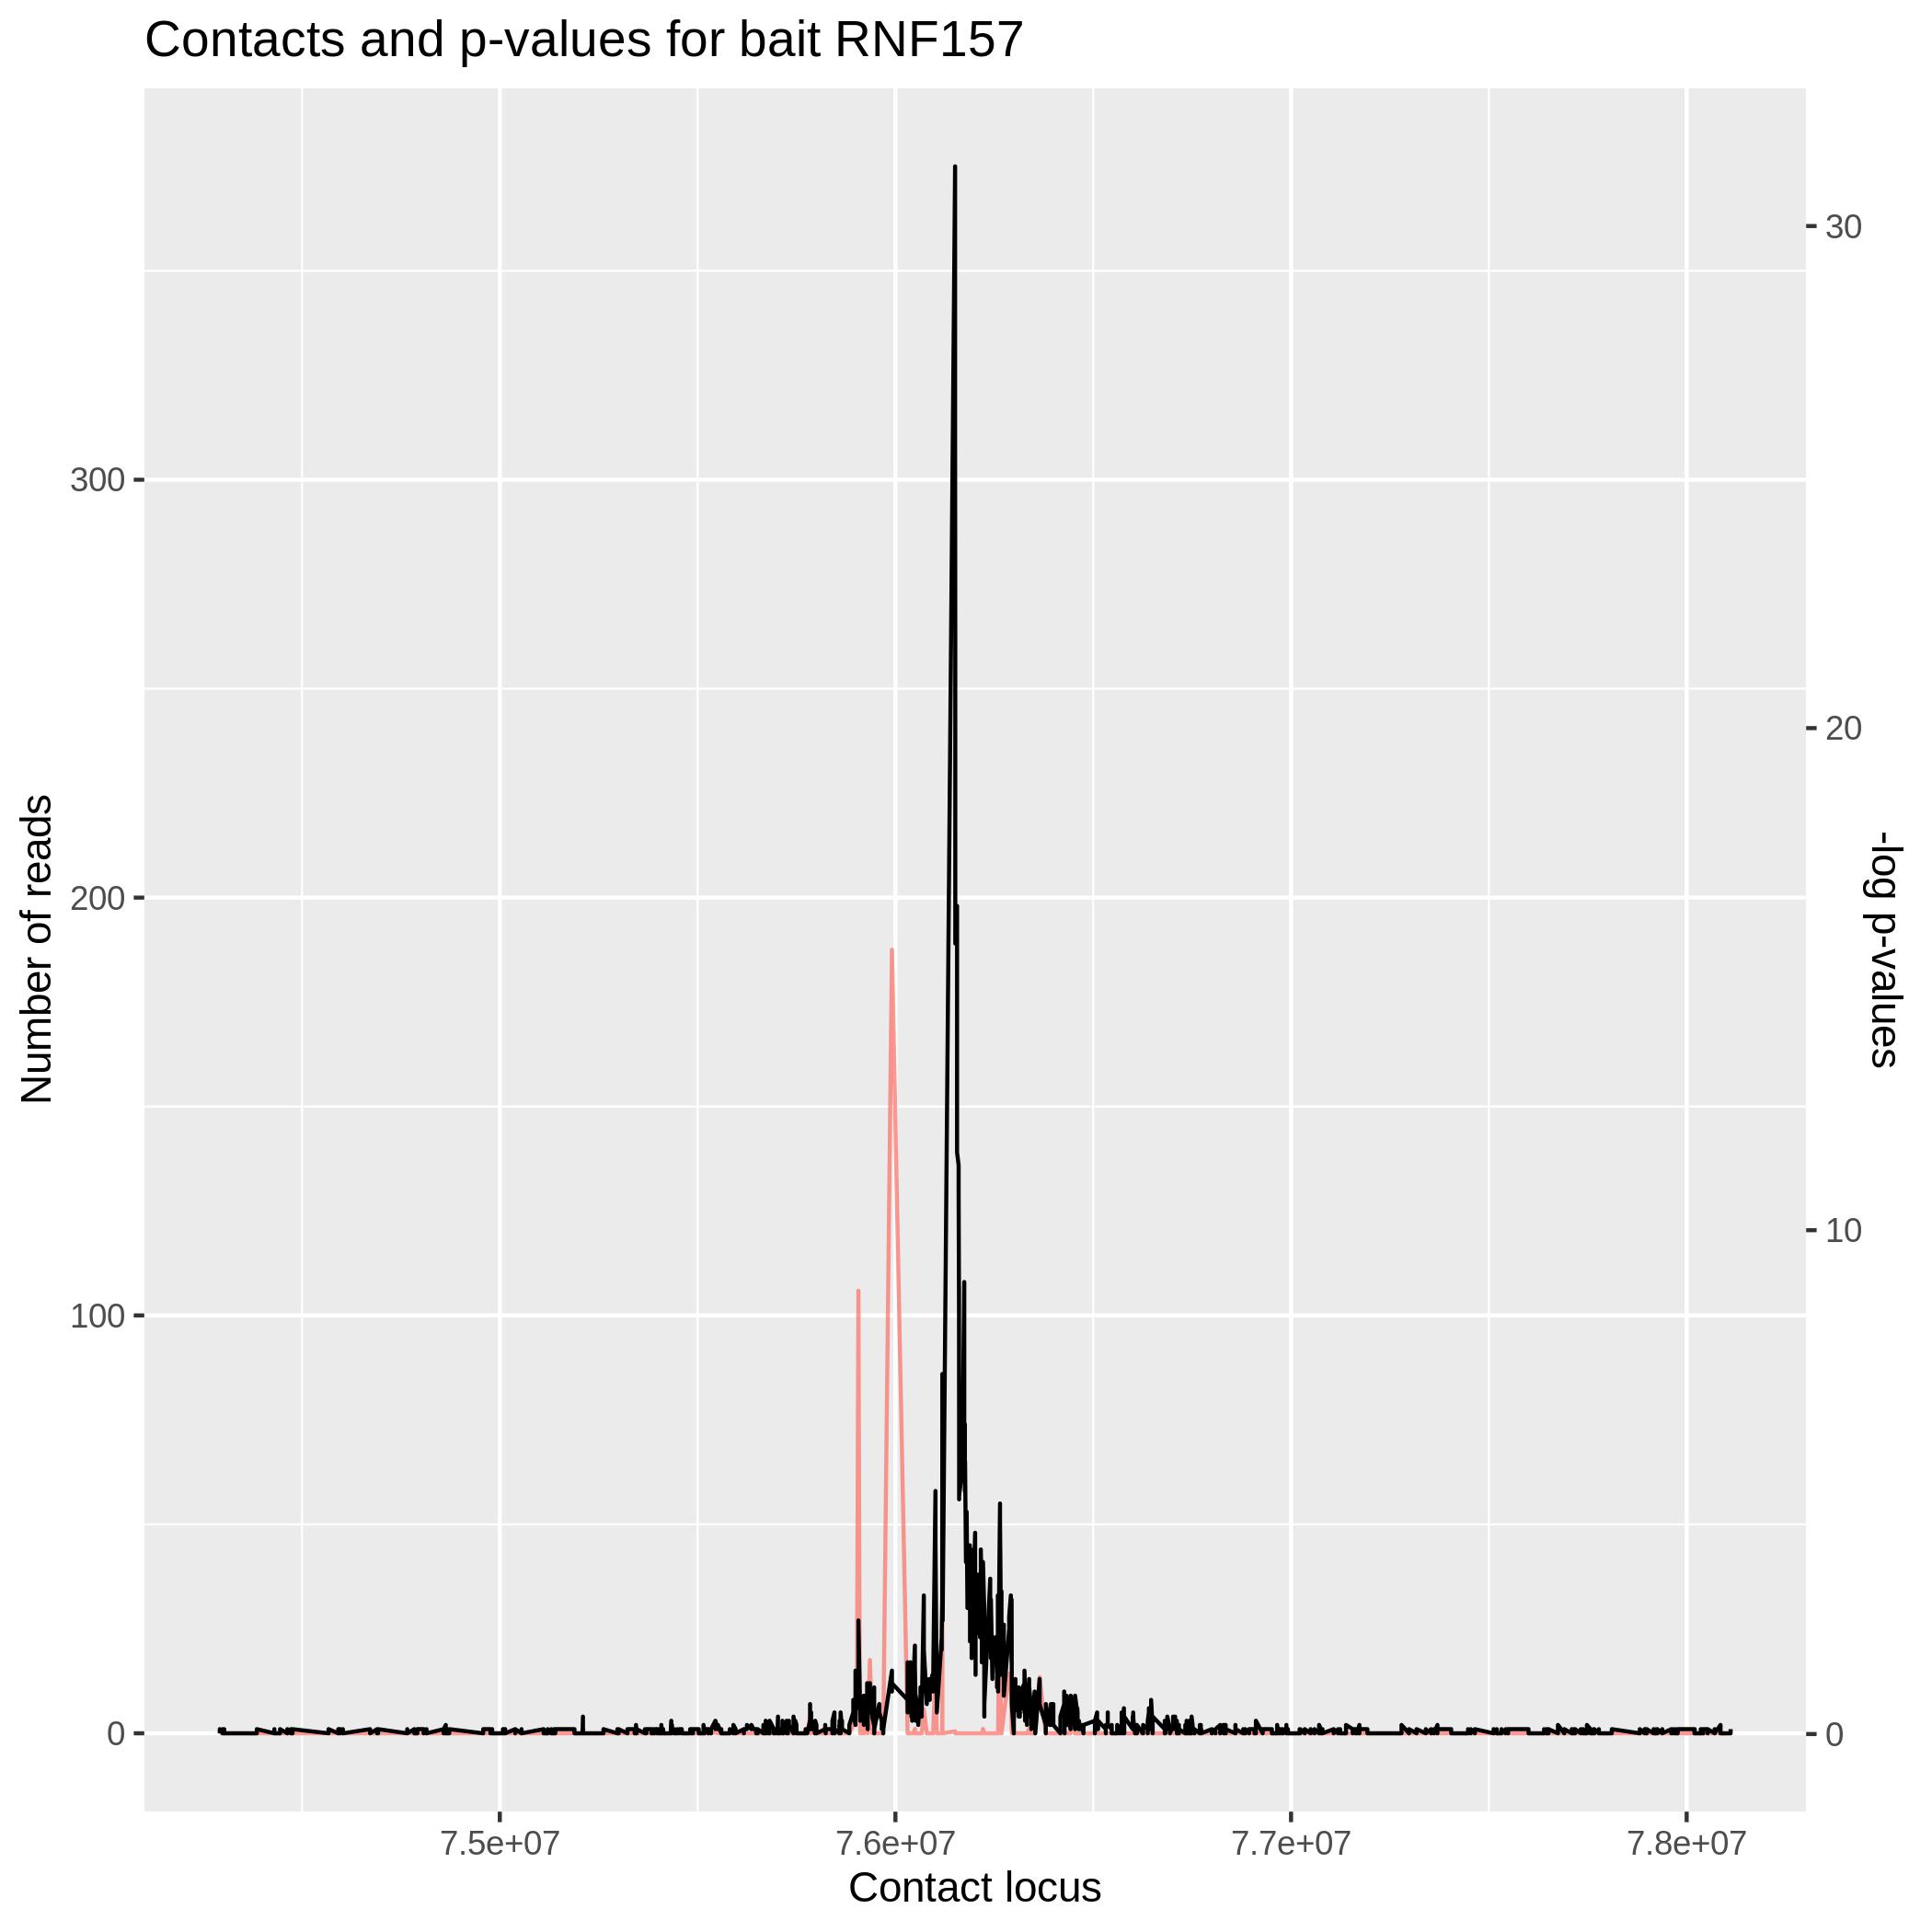 Contacts and p-values for bait RNF157
Number of reads
300
200
100
0
30
20
10
0
-log p-values
7.5e+07
7.6e+07
7.7e+07
7.8e+07
Contact locus